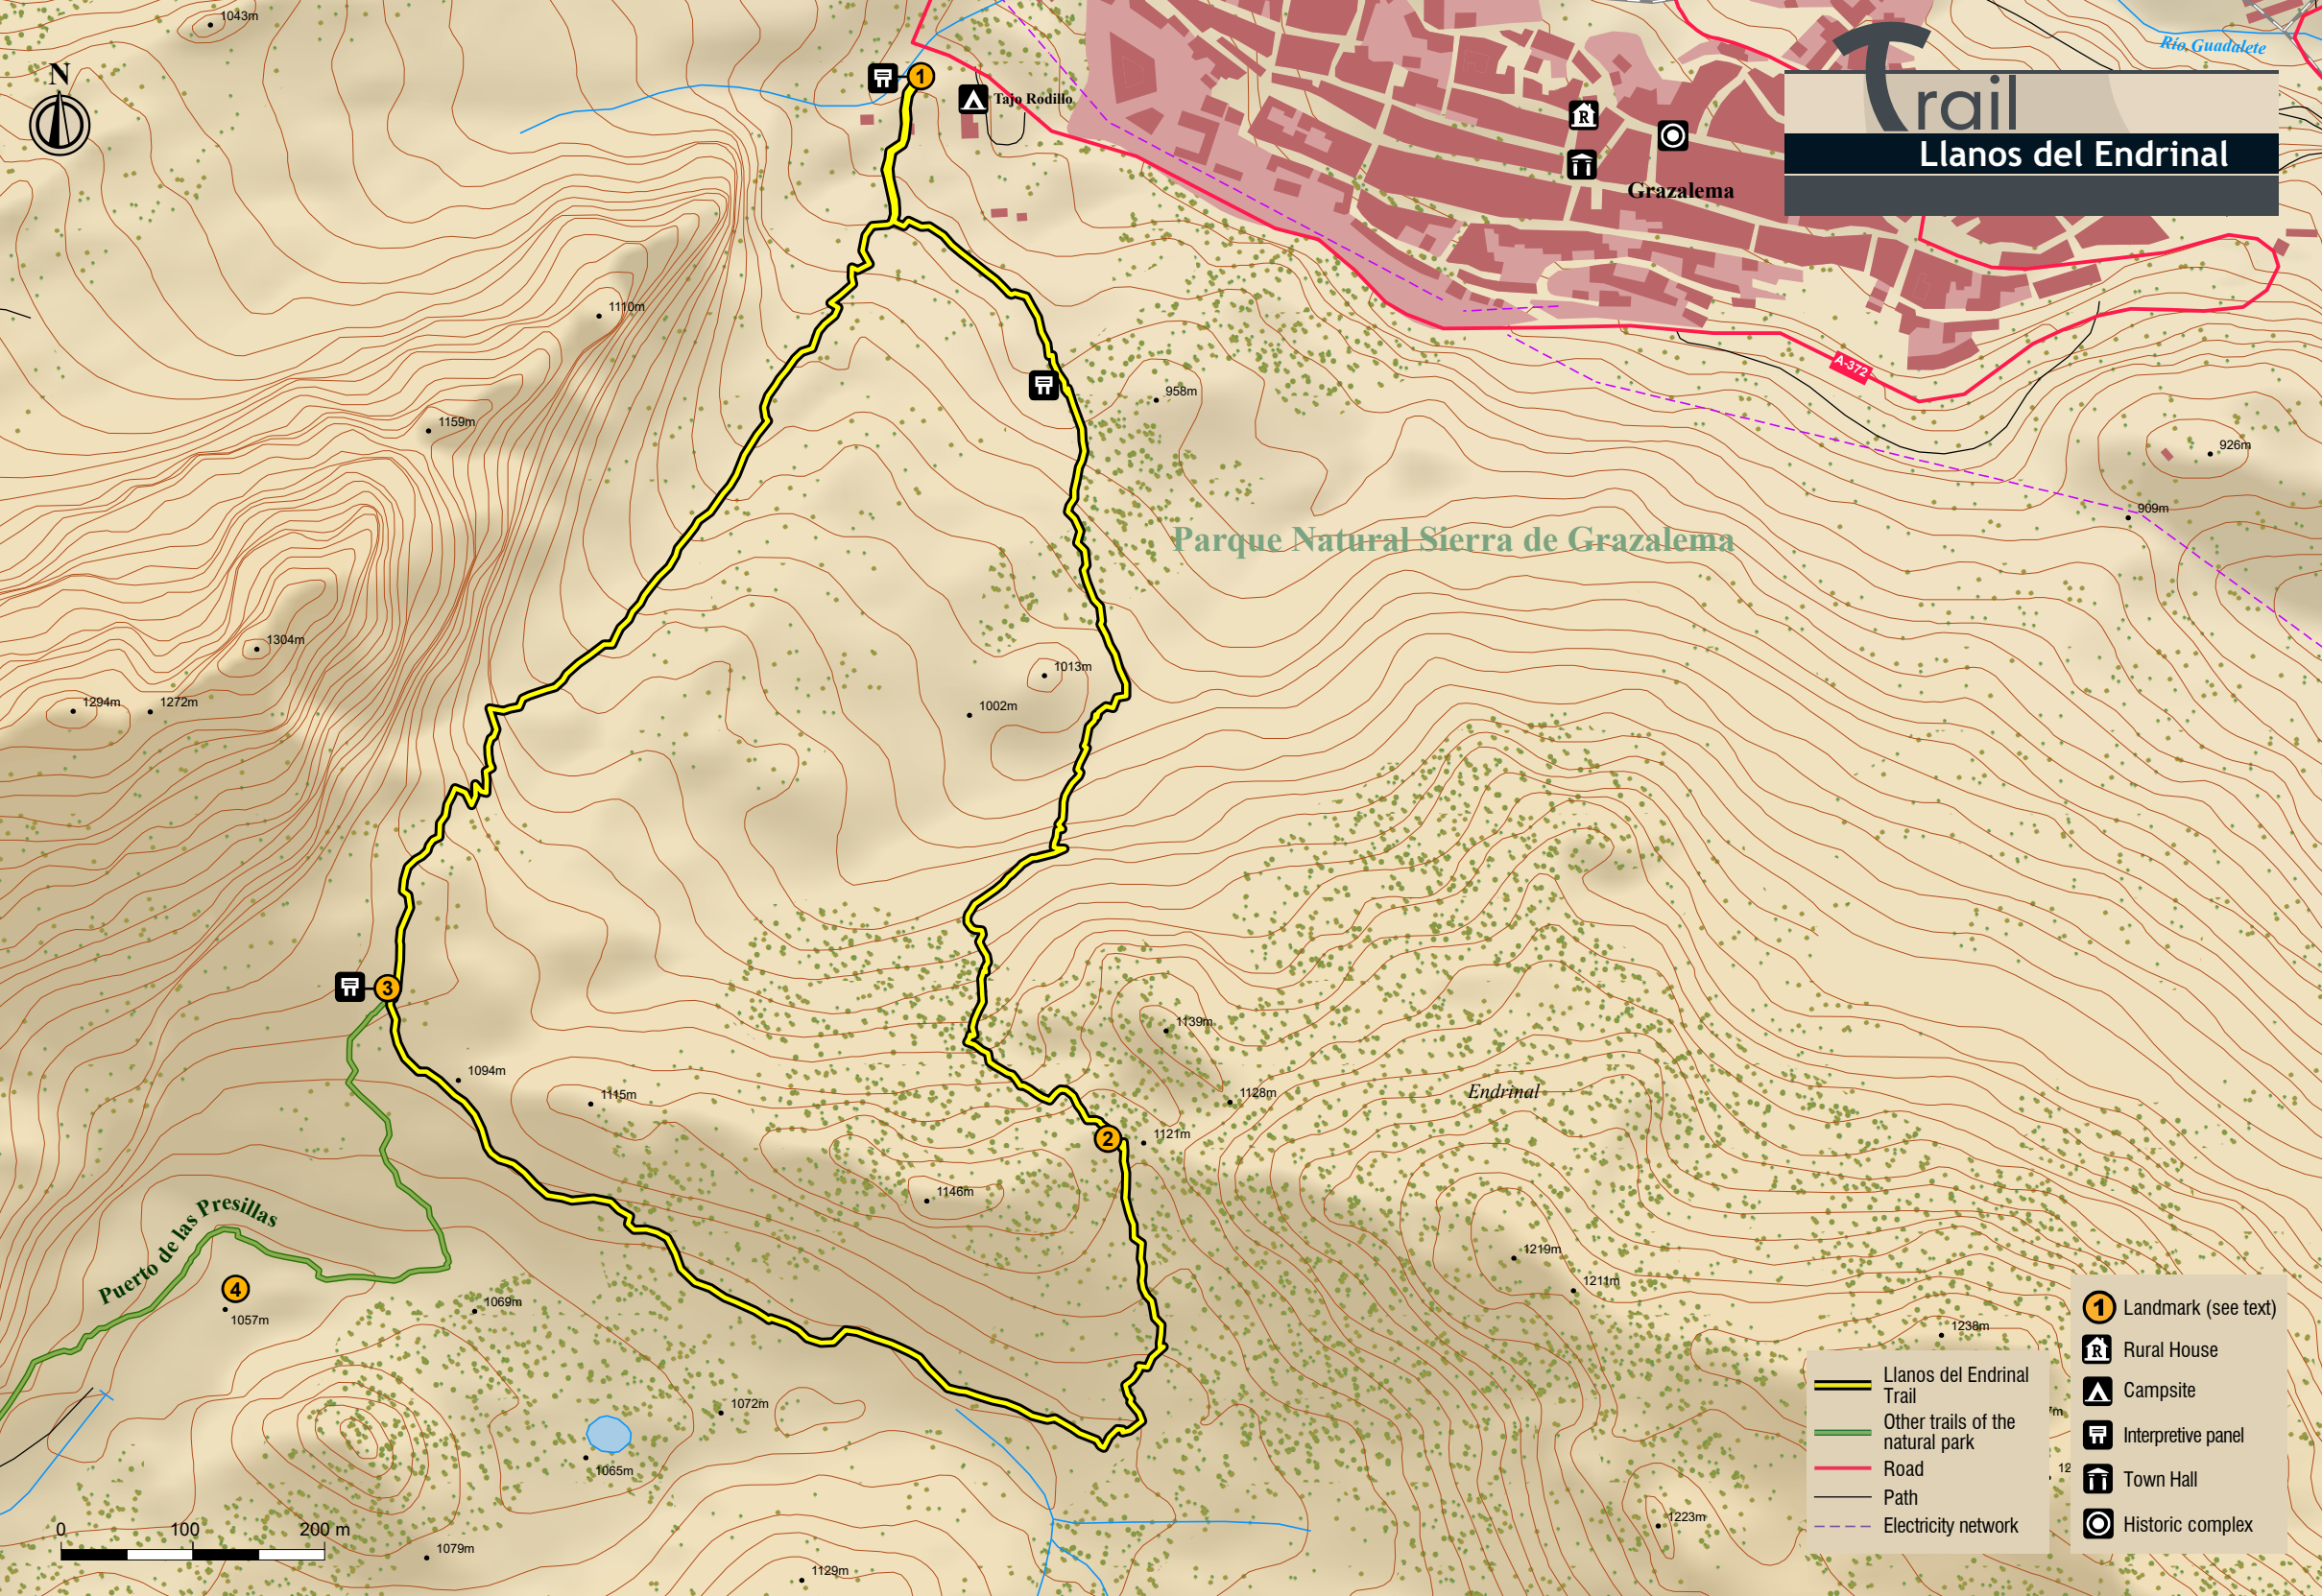 1043m
N
1
Tajo Rodillo
R
Grazalema
Río Guadalete
Trail
Llanos del Endrinal
1110m
1159m
958m
A-372
926m
909m
Parque Natural Sierra de Grazalema
1304m
1294m
1272m
1013m
1002m
3
1139m
1094m
1115m
1128m
Endrinal
2
1121m
1146m
Puerto de las Presillas
4
1057m
1069m
1219m
1211m
1238m
1072m
1065m
1223m
1079m
1129m
0 100 200 m
Llanos del Endrinal
Trail
Other trails of the
natural park
Road
Path
Electricity network
1 Landmark (see text)
R Rural House
Campsite
Interpretive panel
Town Hall
Historic complex